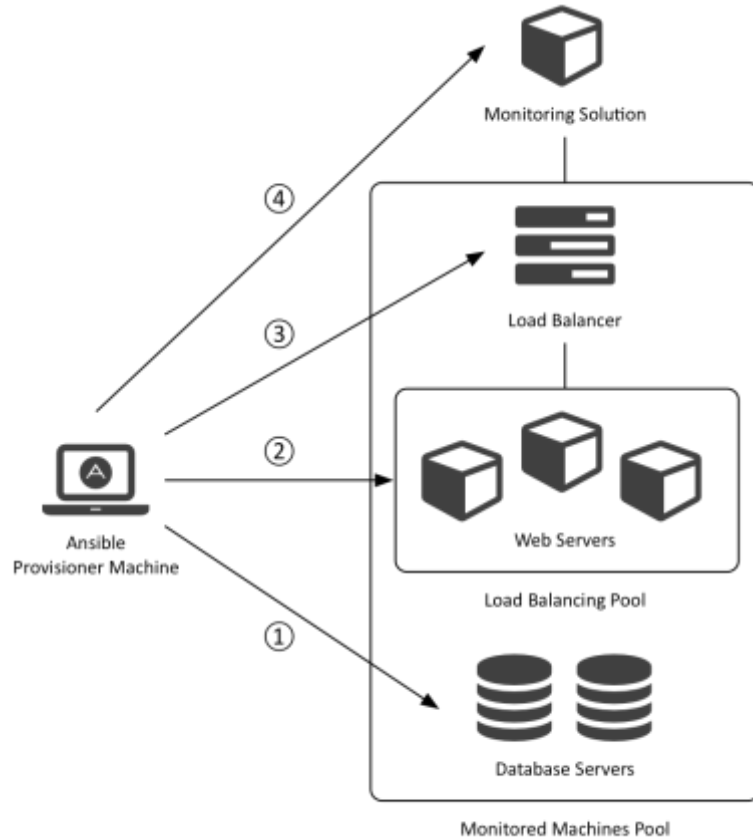 Monitoring Solution
④
Load Balancer
③
②
Ansible
Provisioner Machine
Web Servers
Load Balancing Pool
①
Database Servers
Monitored Machines Pool